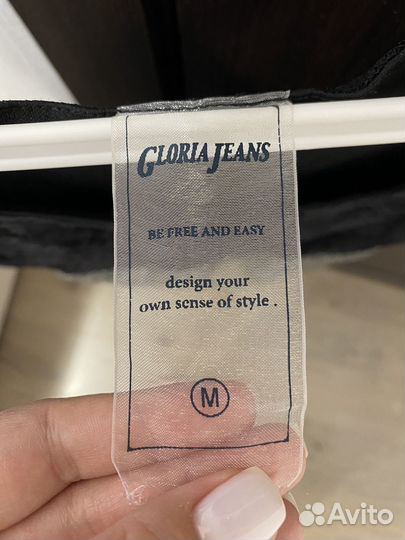 GLORIA JEANS
BE FREE AND EASY
design your
own sense of style .
M
Avito